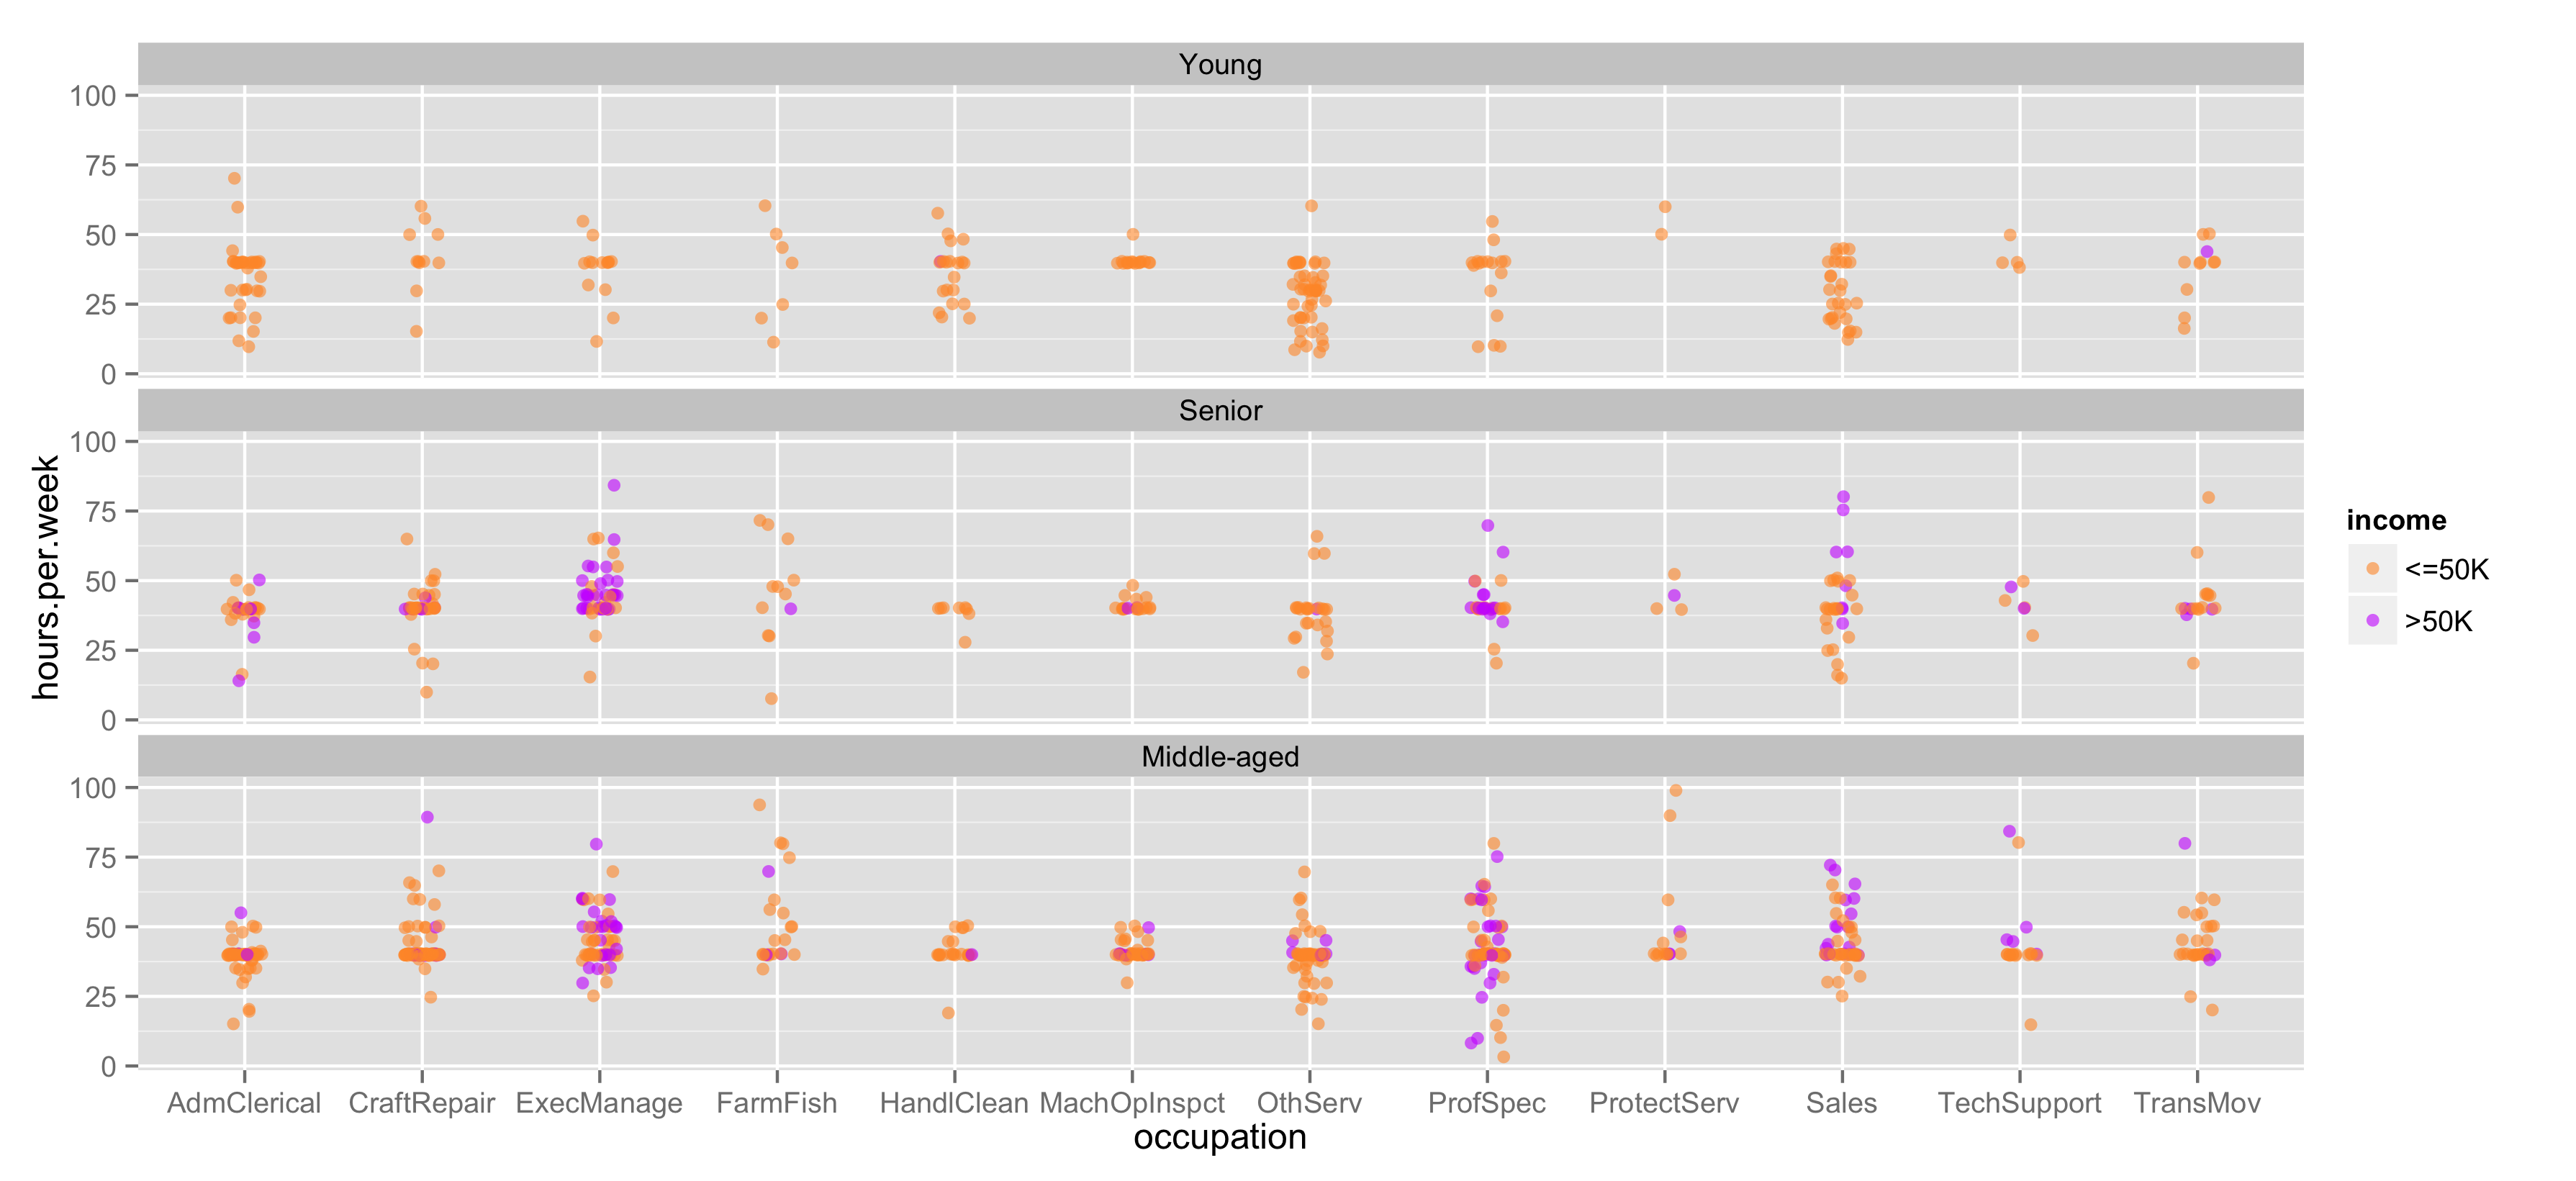 Young
100
75
50
25
0
Senior
100
75
50
25
0
Middle-aged
100
75
50
25
0
hours.per.week
AdmClerical CraftRepair ExecManage FarmFish HandlClean MachOpInspct OthServ ProfSpec ProtectServ Sales TechSupport TransMov
occupation
income
<=50K
>50K